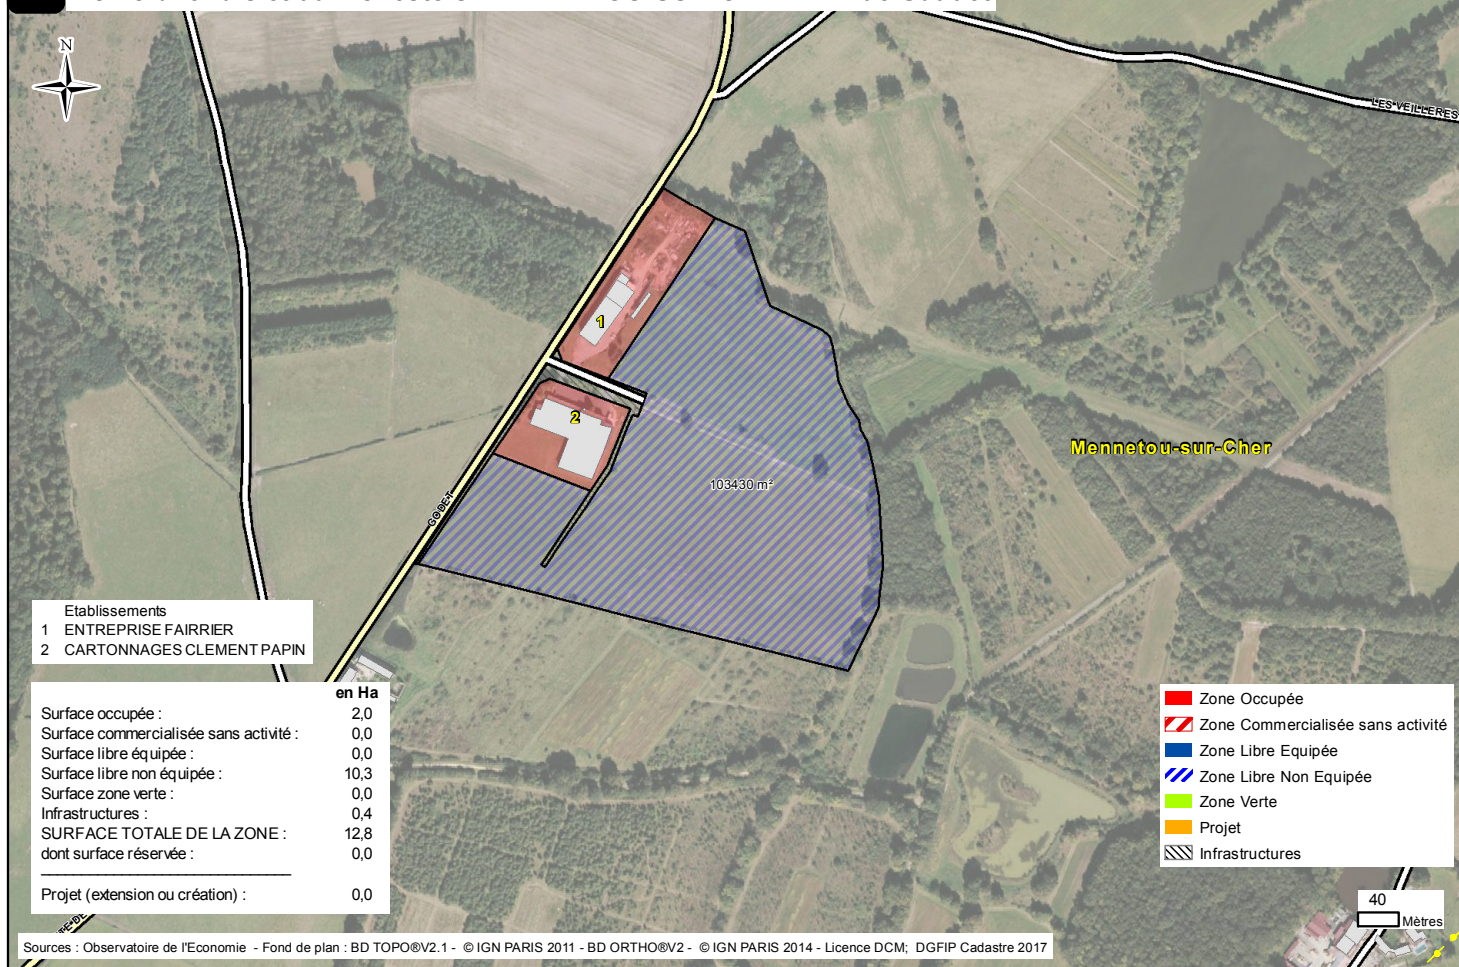 N
LES VEILLERES
1
2
Mennetou-sur-Cher
103430 m²
GODET
Etablissements
1 ENTREPRISE FAIRRIER
2 CARTONNAGES CLEMENT PAPIN
en Ha
Surface occupée : 2,0
Surface commercialisée sans activité : 0,0
Surface libre équipée : 0,0
Surface libre non équipée : 10,3
Surface zone verte : 0,0
Infrastructures : 0,4
SURFACE TOTALE DE LA ZONE : 12,8
dont surface réservée : 0,0
Projet (extension ou création) : 0,0
Zone Occupée
Zone Commercialisée sans activité
Zone Libre Equipée
Zone Libre Non Equipée
Zone Verte
Projet
Infrastructures
40
Mètres
Sources : Observatoire de l'Economie - Fond de plan : BD TOPO®V2.1 - © IGN PARIS 2011 - BD ORTHO®V2 - © IGN PARIS 2014 - Licence DCM; DGFIP Cadastre 2017